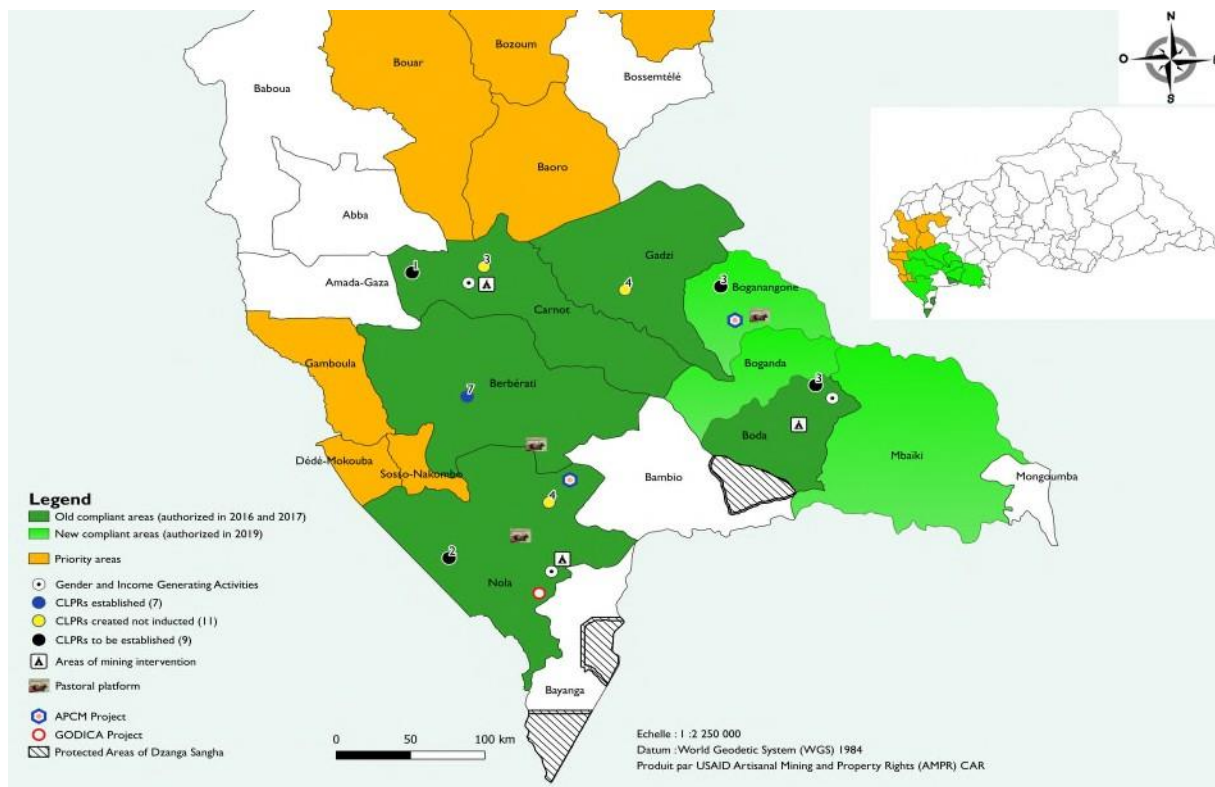 N
O
E
S
Bozoum
Bouar
Bossemtélé
Baboua
Baoro
Abba
Gadzi
1
3
4
3
Amada-Gaza
Boganangone
Carnot
Gamboula
Boganda
Berbérati
7
3
Boda
Dédé-Mokouba
Sosso-Nakombo
Bambio
Mbaïki
Mongoumba
4
2
Nola
Bayanga
Legend
Old compliant areas (authorized in 2016 and 2017)
New compliant areas (authorized in 2019)
Priority areas
Gender and Income Generating Activities
CLPRs established (7)
CLPRs created not inducted (11)
CLPRs to be established (9)
Areas of mining intervention
Pastoral platform
APCM Project
GODICA Project
Protected Areas of Dzanga Sangha
0 50 100 km
Echelle : 1 :2 250 000
Datum : World Geodetic System (WGS) 1984
Produit par USAID Artisanal Mining and Property Rights (AMPR) CAR